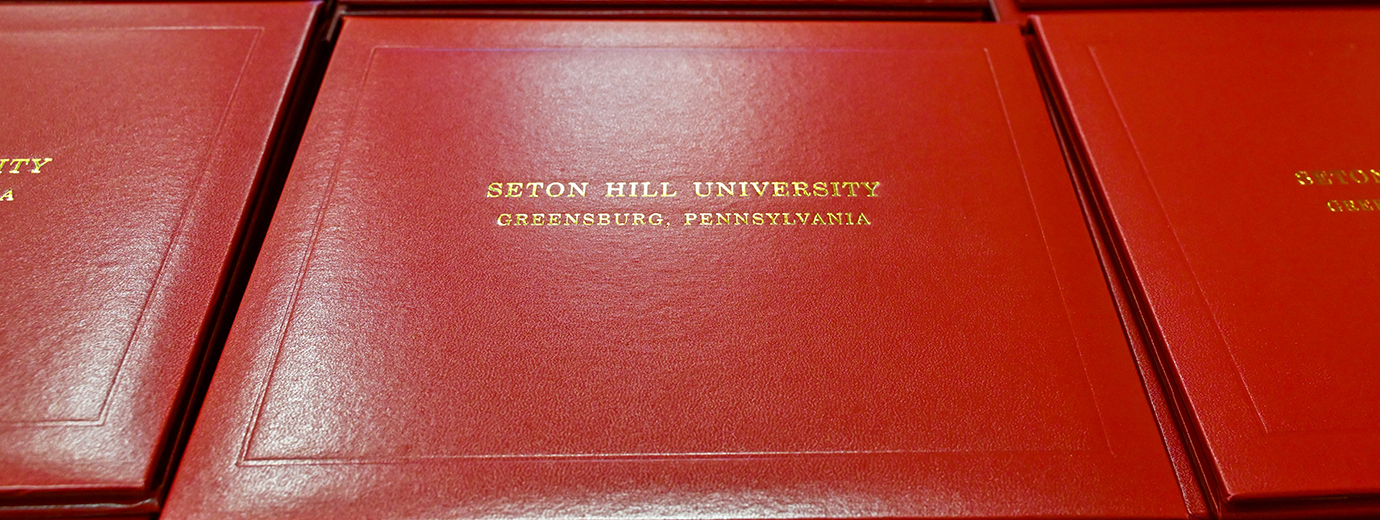 SETON HILL UNIVERSITY
GREENSBURG, PENNSYLVANIA